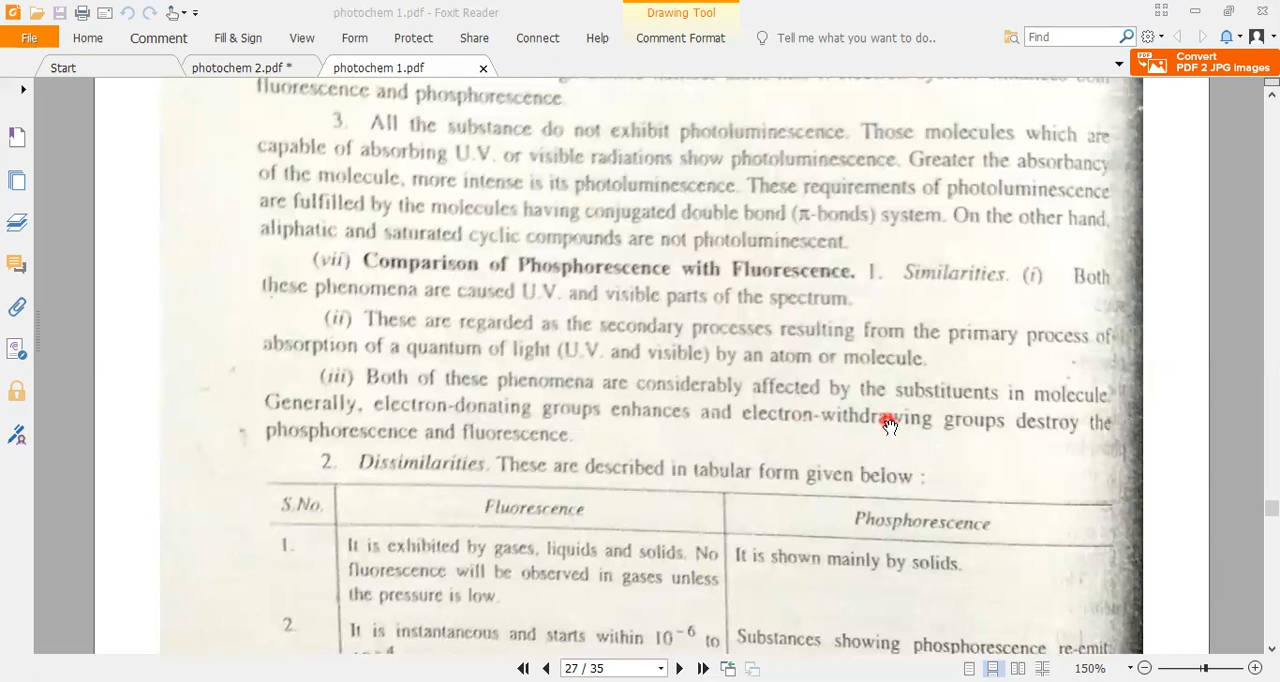 photochem 1.pdf - Foxit Reader
Drawing Tool
File Home Comment Fill & Sign View Form Protect Share Connect Help Comment Format Tell me what you want to do.. Find
Start photochem 2.pdf * photochem 1.pdf
Convert
PDF 2 JPG Images
fluorescence and phosphorescence.
3. All the substance do not exhibit photoluminescence. Those molecules which are
capable of absorbing U.V. or visible radiations show photoluminescence. Greater the absorbancy
of the molecule, more intense is its photoluminescence. These requirements of photoluminescence
are fulfilled by the molecules having conjugated double bond (π-bonds) system. On the other hand,
aliphatic and saturated cyclic compounds are not photoluminescent.
(vii) Comparison of Phosphorescence with Fluorescence. 1. Similarities. (i) Both
these phenomena are caused U.V. and visible parts of the spectrum.
(ii) These are regarded as the secondary processes resulting from the primary process of
absorption of a quantum of light (U.V. and visible) by an atom or molecule.
(iii) Both of these phenomena are considerably affected by the substituents in molecule.
Generally, electron-donating groups enhances and electron-withdrawing groups destroy the
phosphorescence and fluorescence.
2. Dissimilarities. These are described in tabular form given below :
S.No. Fluorescence Phosphorescence
1. It is exhibited by gases, liquids and solids. No It is shown mainly by solids.
fluorescence will be observed in gases unless
the pressure is low.
2. It is instantaneous and starts within 10⁻⁶ to Substances showing phosphorescence re-emit
27 / 35
150%